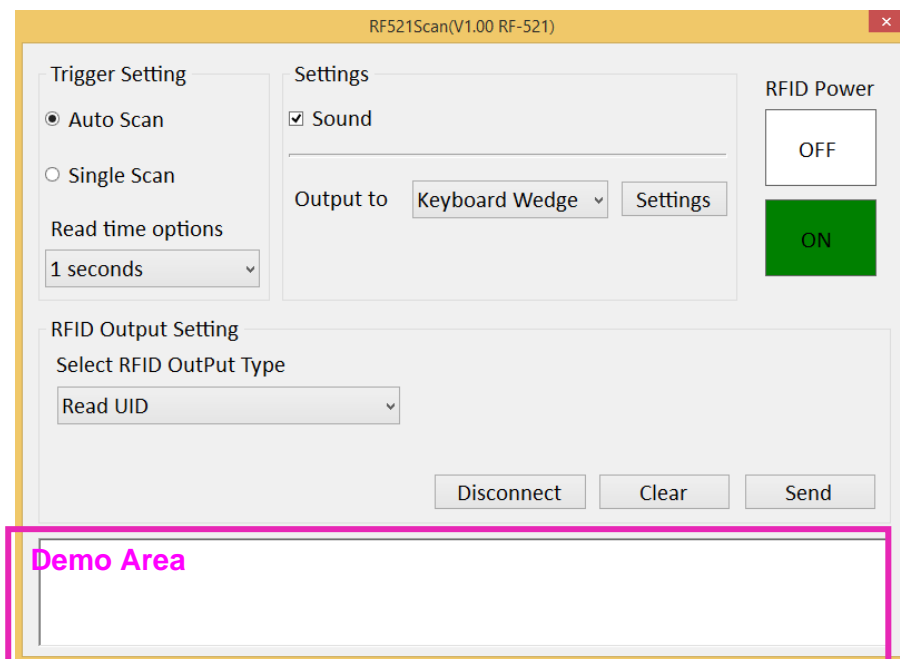 RF521Scan(V1.00 RF-521)
Trigger Setting
Auto Scan
Single Scan
Read time options
1 seconds
Settings
Sound
Output to
Keyboard Wedge
Settings
RFID Power
OFF
ON
RFID Output Setting
Select RFID OutPut Type
Read UID
Disconnect
Clear
Send
Demo Area